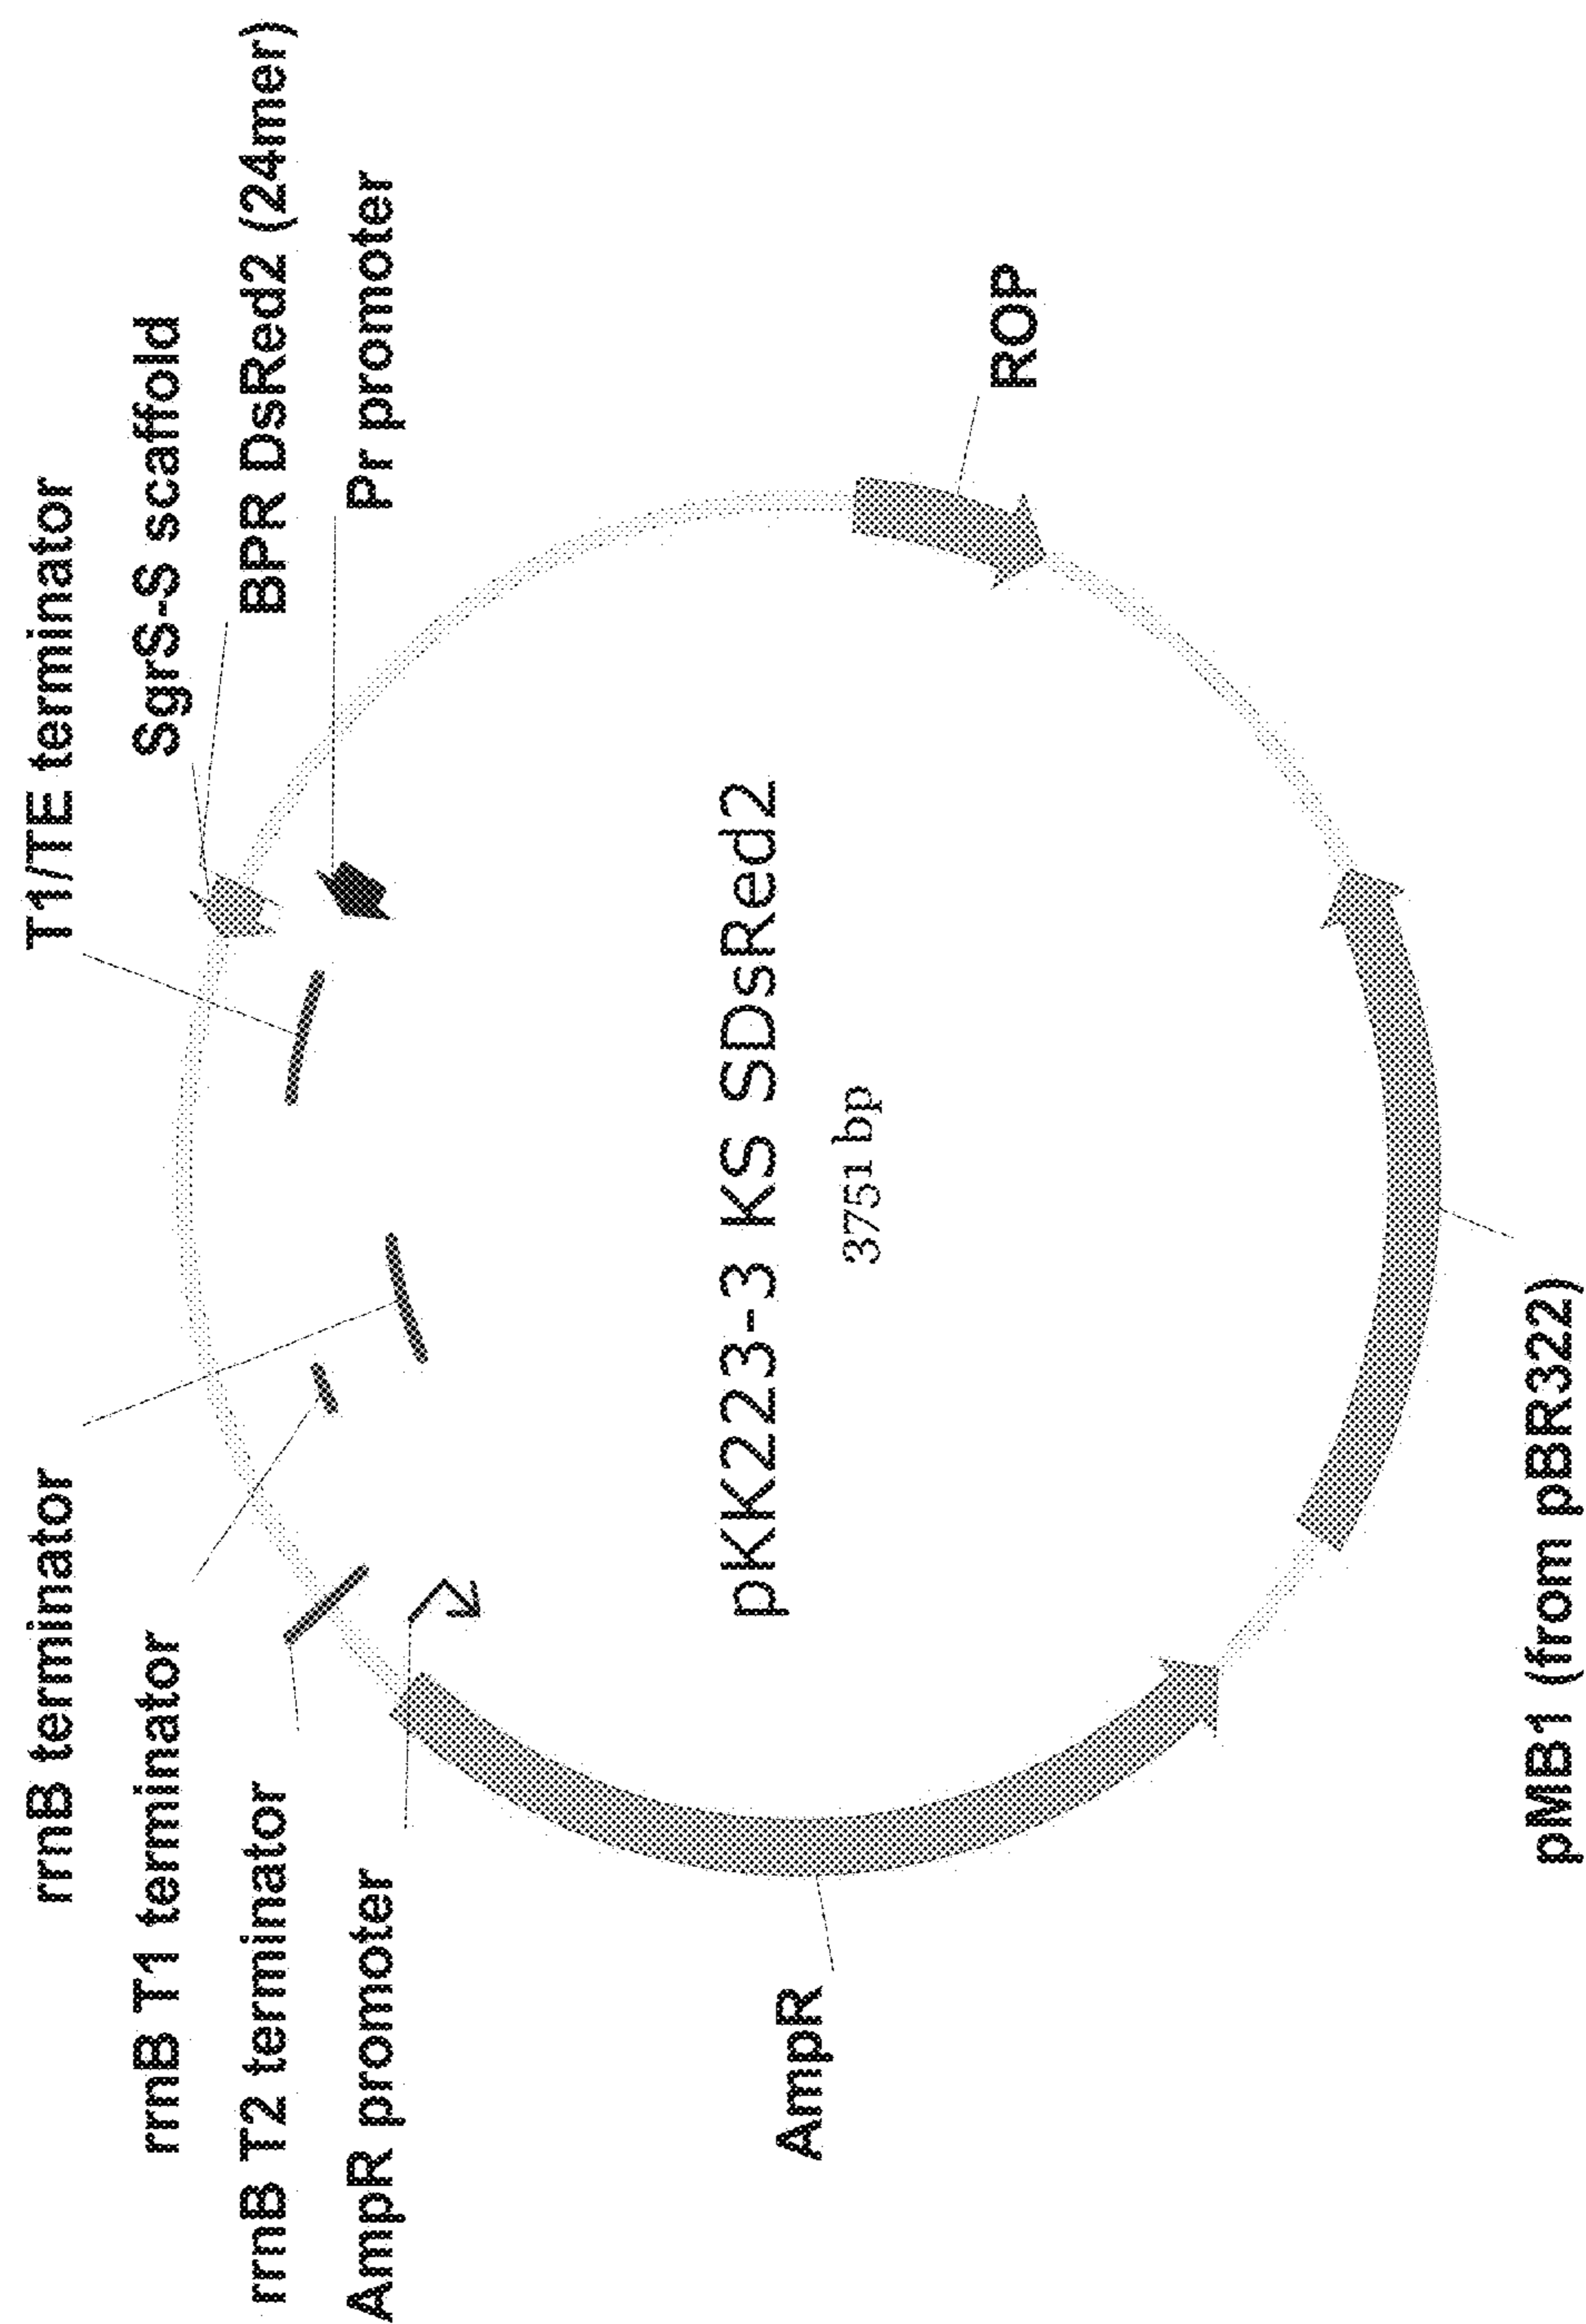 T1/TE terminator
SgrS-S scaffold
BPR DsRed2 (24mer)
Pr promoter
ROP
rrnB terminator
rrnB T1 terminator
rrnB T2 terminator
AmpR promoter
pKK223-3 KS SDsRed2
3751 bp
AmpR
pMB1 (from pBR322)